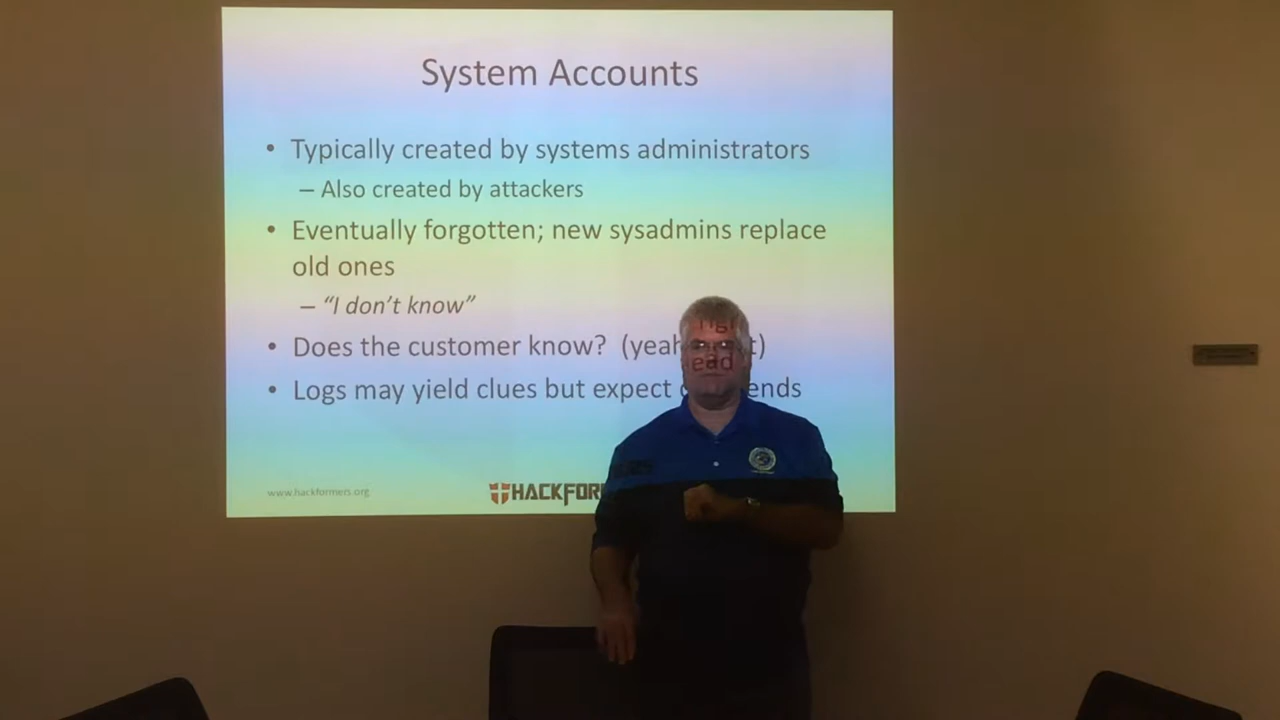 System Accounts
• Typically created by systems administrators
– Also created by attackers
• Eventually forgotten; new sysadmins replace
old ones
– “I don’t know”
• Does the customer know? (yeah right)
• Logs may yield clues but expect dead ends
www.hackformers.org
HACKFOR